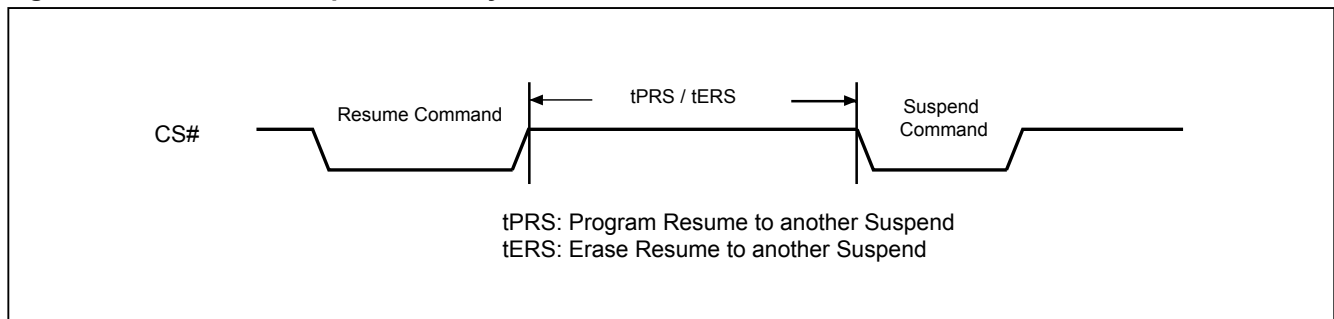 CS#
Resume Command
tPRS / tERS
Suspend
Command
tPRS: Program Resume to another Suspend
tERS: Erase Resume to another Suspend